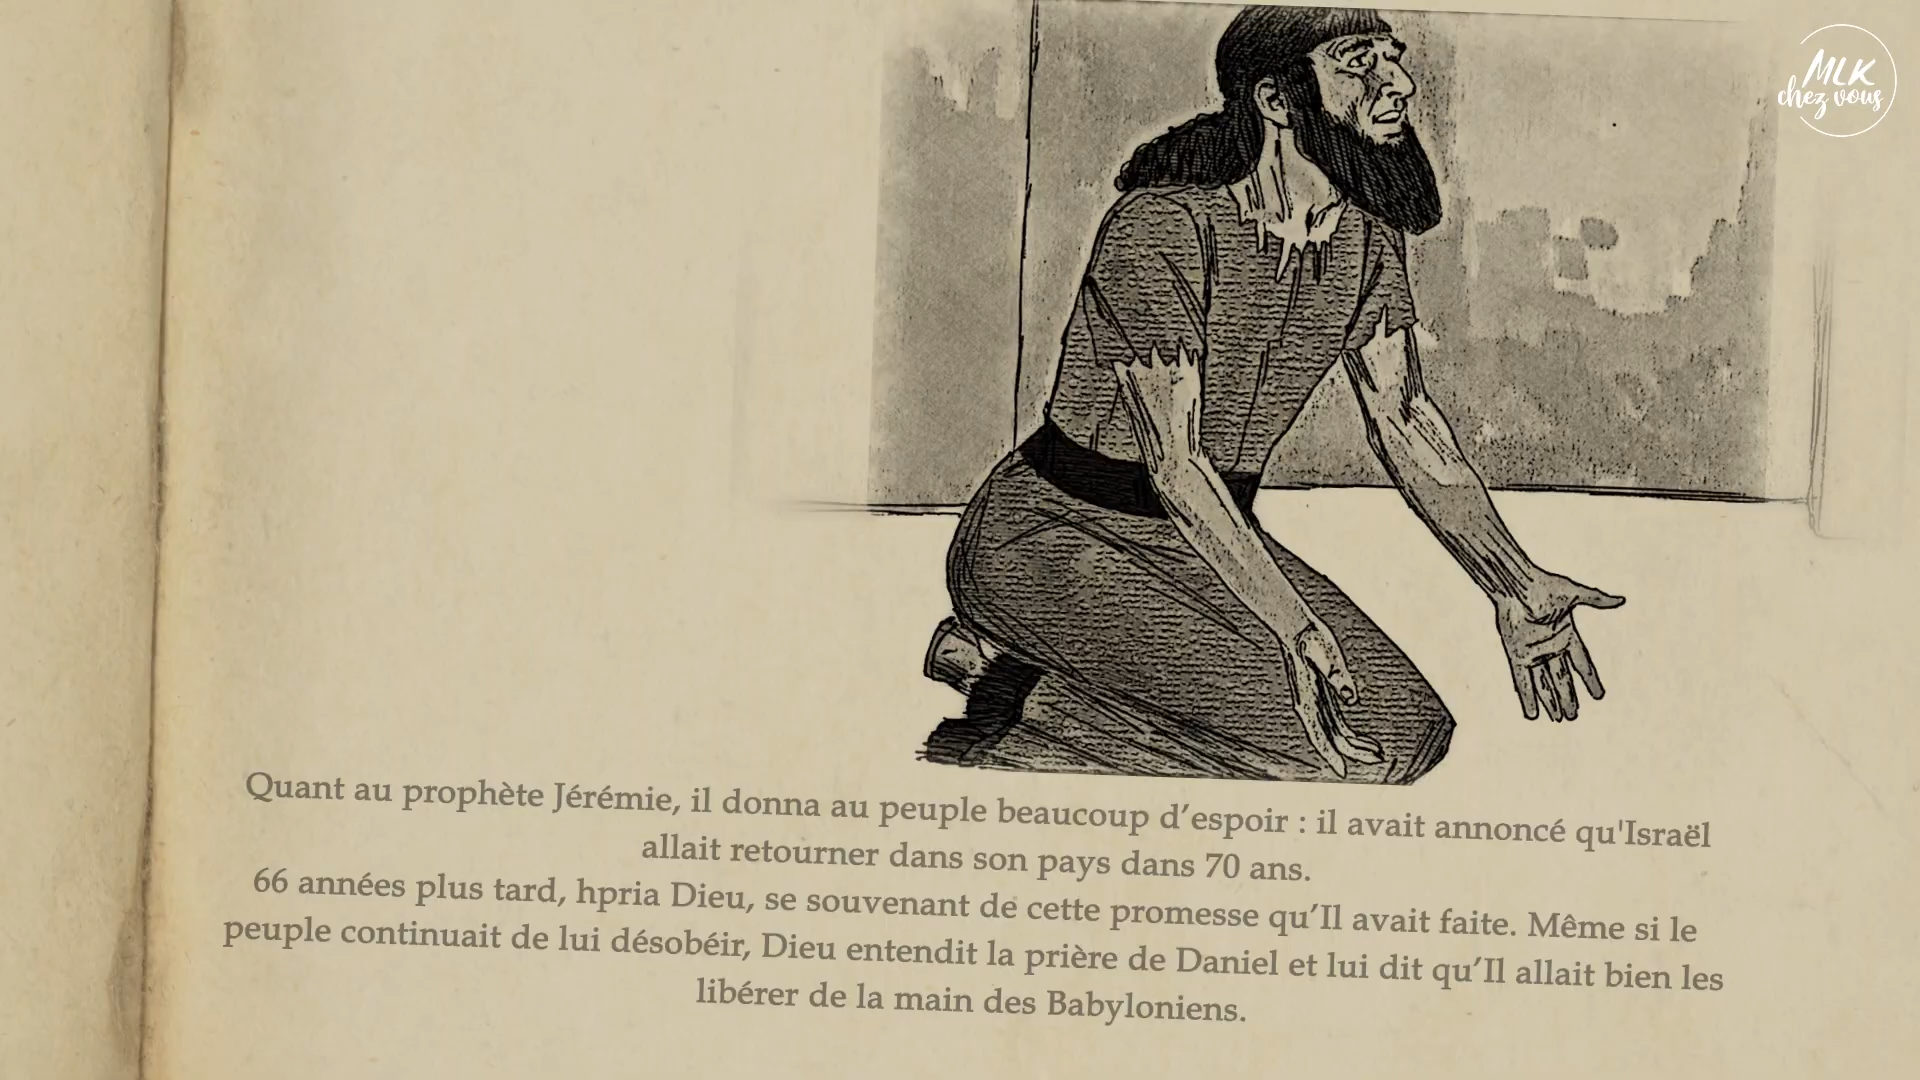 MLK
chez vous
Quant au prophète Jérémie, il donna au peuple beaucoup d’espoir : il avait annoncé qu'Israël
allait retourner dans son pays dans 70 ans.
66 années plus tard, hpria Dieu, se souvenant de cette promesse qu’Il avait faite. Même si le
peuple continuait de lui désobéir, Dieu entendit la prière de Daniel et lui dit qu’Il allait bien les
libérer de la main des Babyloniens.